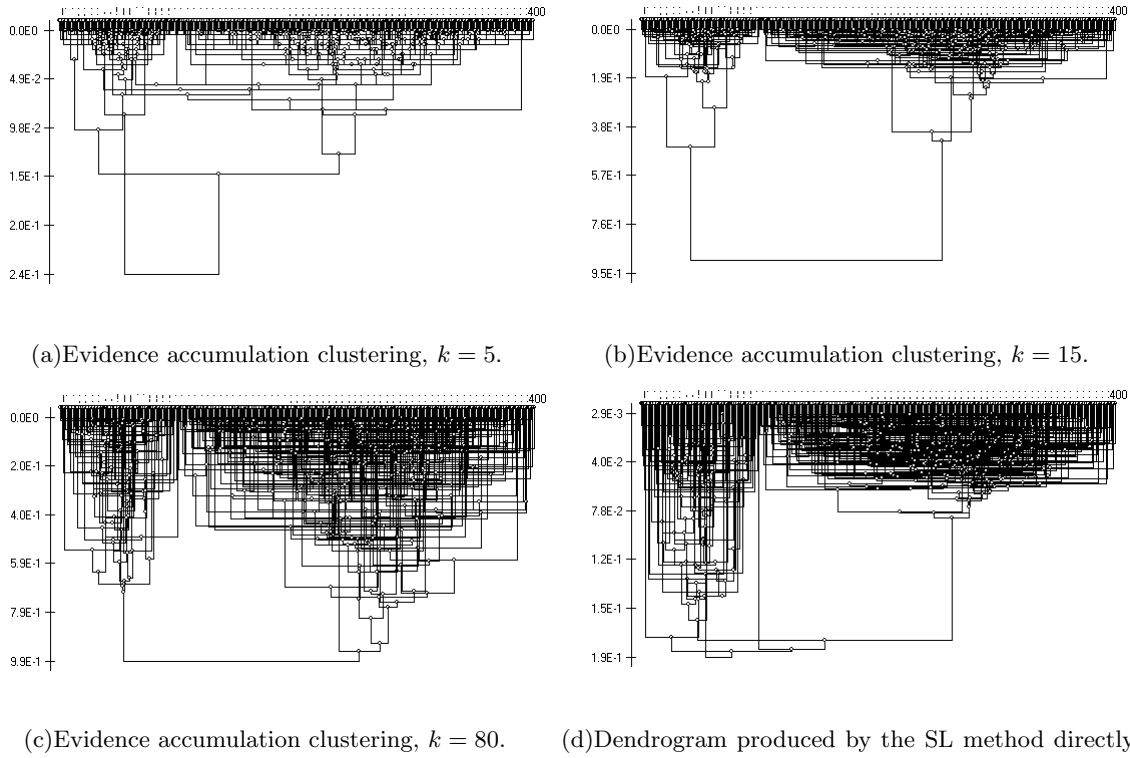 400
400
0.0E0
4.9E-2
9.8E-2
1.5E-1
2.0E-1
2.4E-1
0.0E0
1.9E-1
3.8E-1
5.7E-1
7.6E-1
9.5E-1
(a)Evidence accumulation clustering, k = 5.
(b)Evidence accumulation clustering, k = 15.
400
400
0.0E0
2.0E-1
4.0E-1
5.9E-1
7.9E-1
9.9E-1
2.9E-3
4.0E-2
7.8E-2
1.2E-1
1.5E-1
1.9E-1
(c)Evidence accumulation clustering, k = 80.
(d)Dendrogram produced by the SL method directly